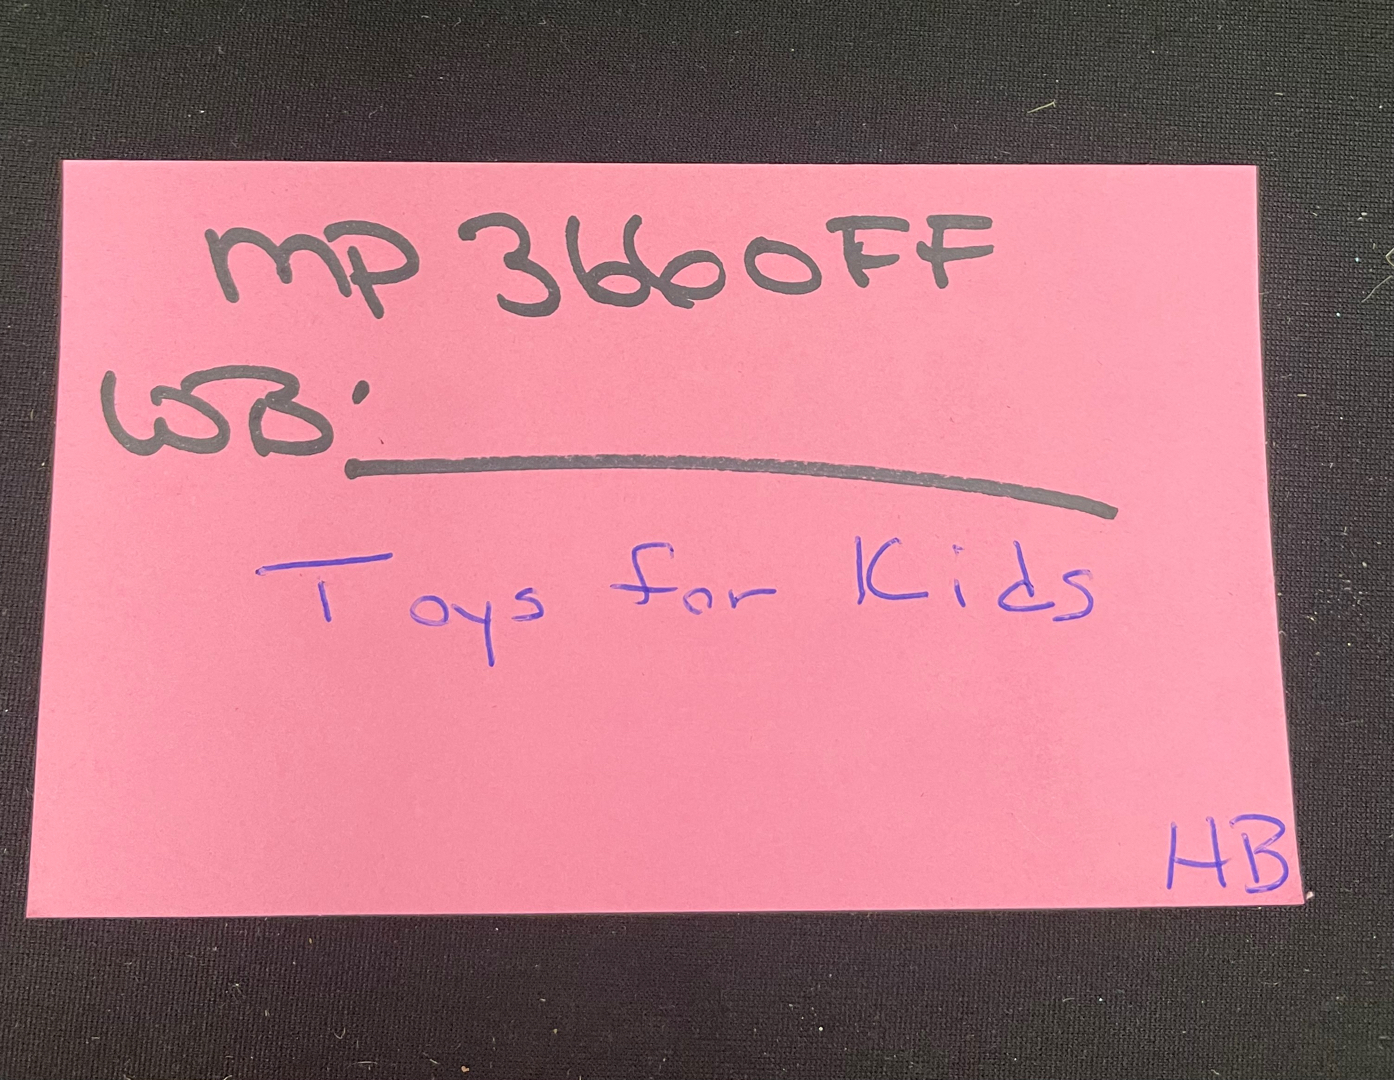 MP 3660FF
WB:
Toys for Kids
HB